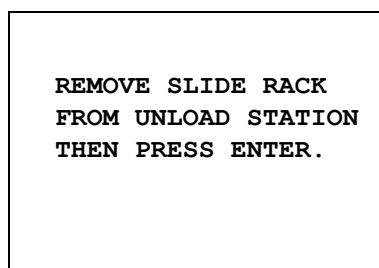 REMOVE SLIDE RACK
FROM UNLOAD STATION
THEN PRESS ENTER.